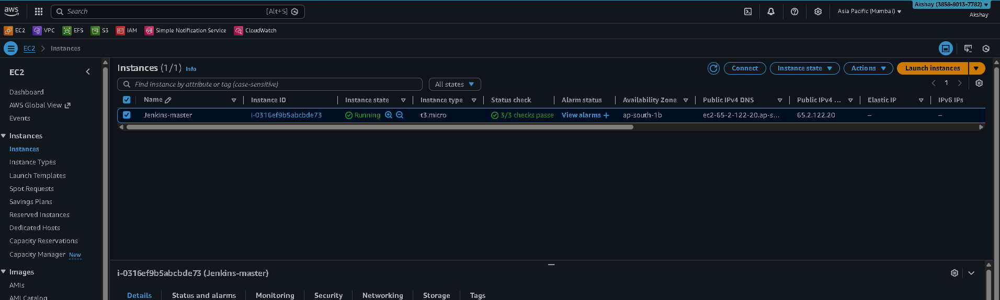 aws
Search [Alt+S]
Asia Pacific (Mumbai)
Akshay (3858-8013-7782)
Akshay
EC2 VPC EFS S3 IAM Simple Notification Service CloudWatch
EC2 Instances
EC2
Dashboard
AWS Global View
Events
Instances
Instances
Instance Types
Launch Templates
Spot Requests
Savings Plans
Reserved Instances
Dedicated Hosts
Capacity Reservations
Capacity Manager New
Images
AMIs
AMI Catalog
Instances (1/1) Info
Connect Instance state Actions Launch instances
Find Instance by attribute or tag (case-sensitive) All states
1
Name Instance ID Instance state Instance type Status check Alarm status Availability Zone Public IPv4 DNS Public IPv4 ... Elastic IP IPv6 IPs
Jenkins-master i-0316ef9b5abcbde73 Running t3.micro 3/3 checks passe View alarms + ap-south-1b ec2-65-2-122-20.ap-s... 65.2.122.20 – –
i-0316ef9b5abcbde73 (Jenkins-master)
Details Status and alarms Monitoring Security Networking Storage Tags